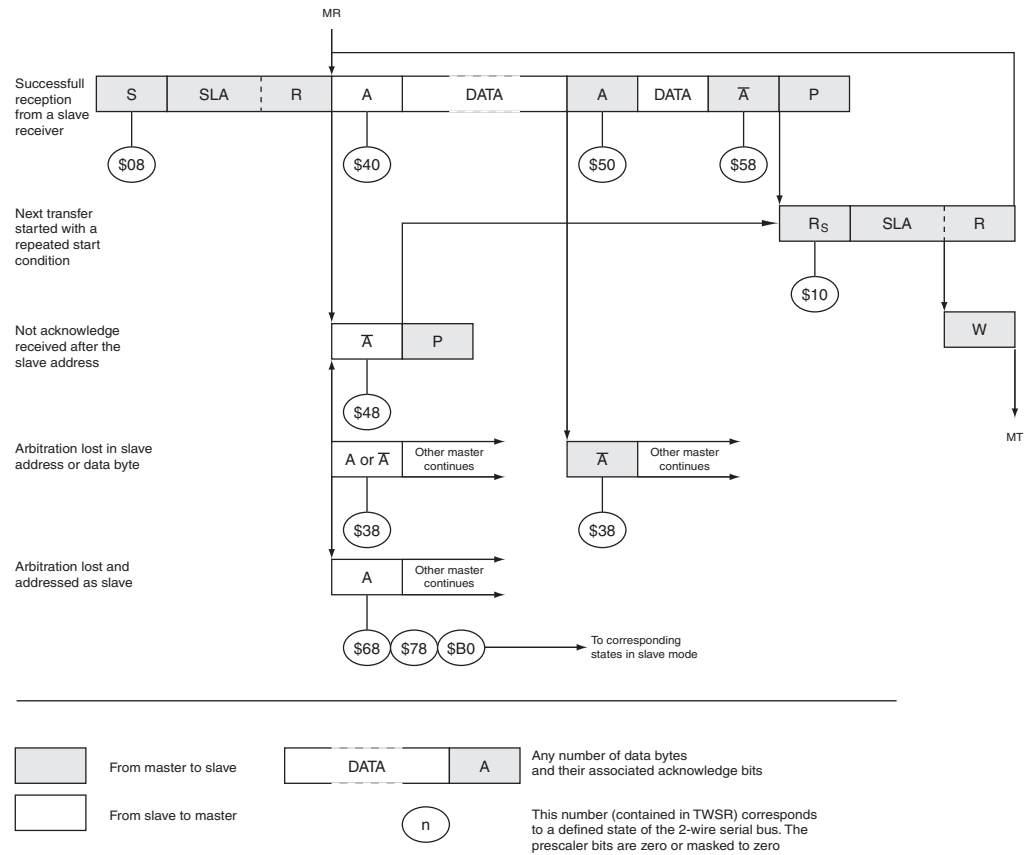 MR
Successfull
reception
from a slave
receiver
S SLA R A DATA A DATA A̅ P
$08 $40 $50 $58
Next transfer
started with a
repeated start
condition
RS SLA R
$10
Not acknowledge
received after the
slave address
A̅ P
W
$48
MT
Arbitration lost in slave
address or data byte
A or A̅ Other master
continues
A̅ Other master
continues
$38 $38
Arbitration lost and
addressed as slave
A Other master
continues
$68 $78 $B0 To corresponding
states in slave mode
From master to slave
DATA A Any number of data bytes
and their associated acknowledge bits
From slave to master
n This number (contained in TWSR) corresponds
to a defined state of the 2-wire serial bus. The
prescaler bits are zero or masked to zero